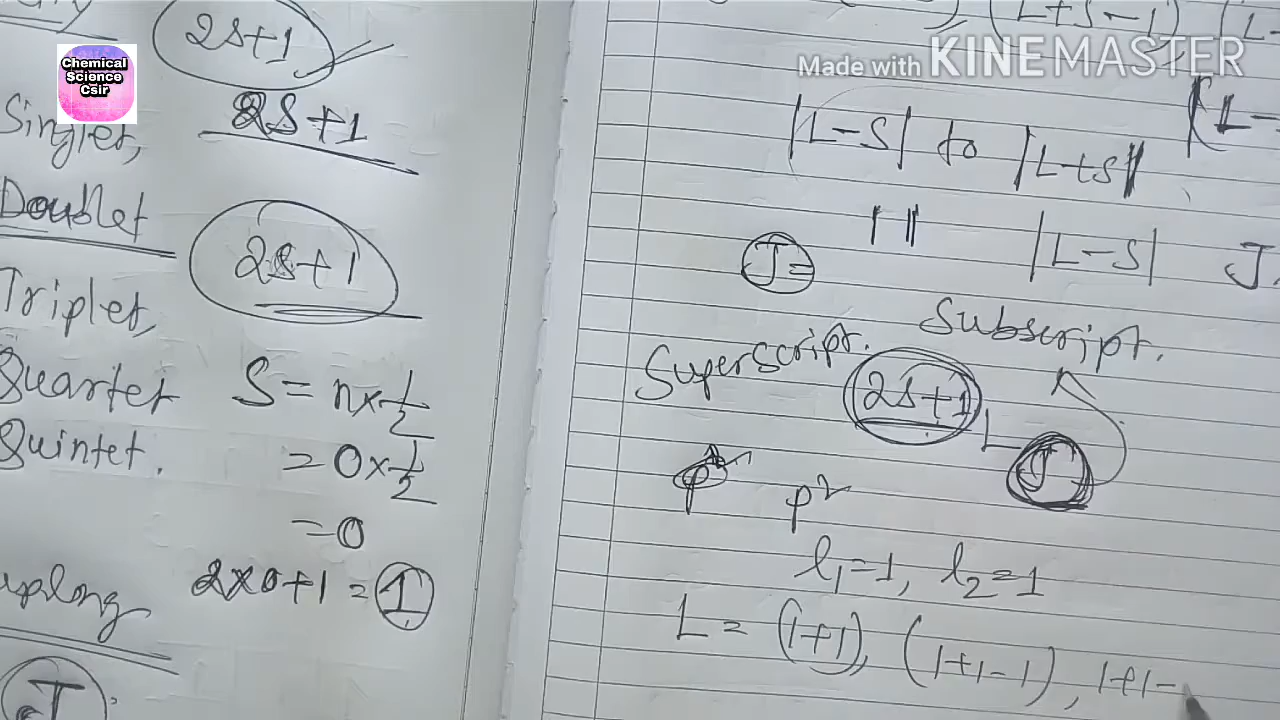 2s+1
Chemical
Science
Csir
Singlet,
2s+1
Doublet
2s+1
Triplet,
Quartet
S = n×1/2
Quintet.
= 0×1/2
=0
2×0+1 = 1
J
Made with KINEMASTER
(L+S-1)
|L-S| to |L+S|
J=
|L-S|
J
Superscript.
Subscript.
2s+1
L
J
p²
l₁=1, l₂=1
L = (1+1), (1+1-1), 1+1-